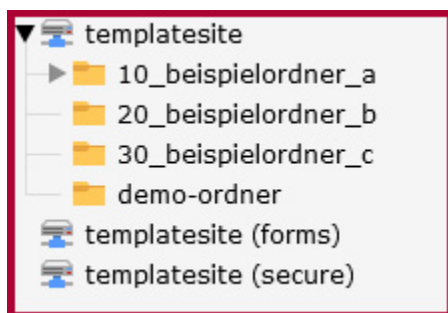 templatesite
10_beispielordner_a
20_beispielordner_b
30_beispielordner_c
demo-ordner
templatesite (forms)
templatesite (secure)